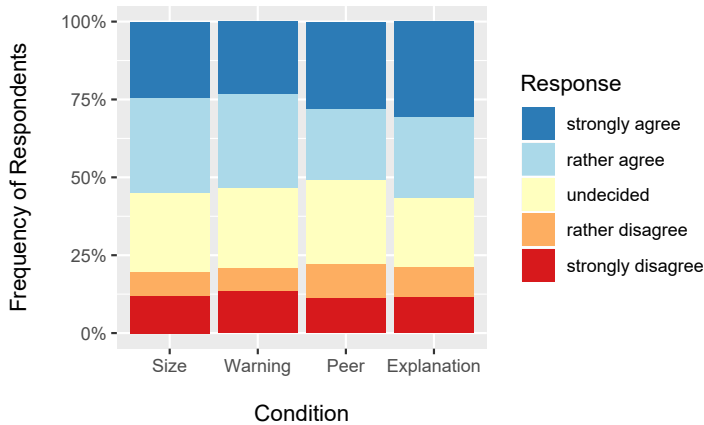 Frequency of Respondents
100%
75%
50%
25%
0%
Size Warning Peer Explanation
Condition
Response
strongly agree
rather agree
undecided
rather disagree
strongly disagree